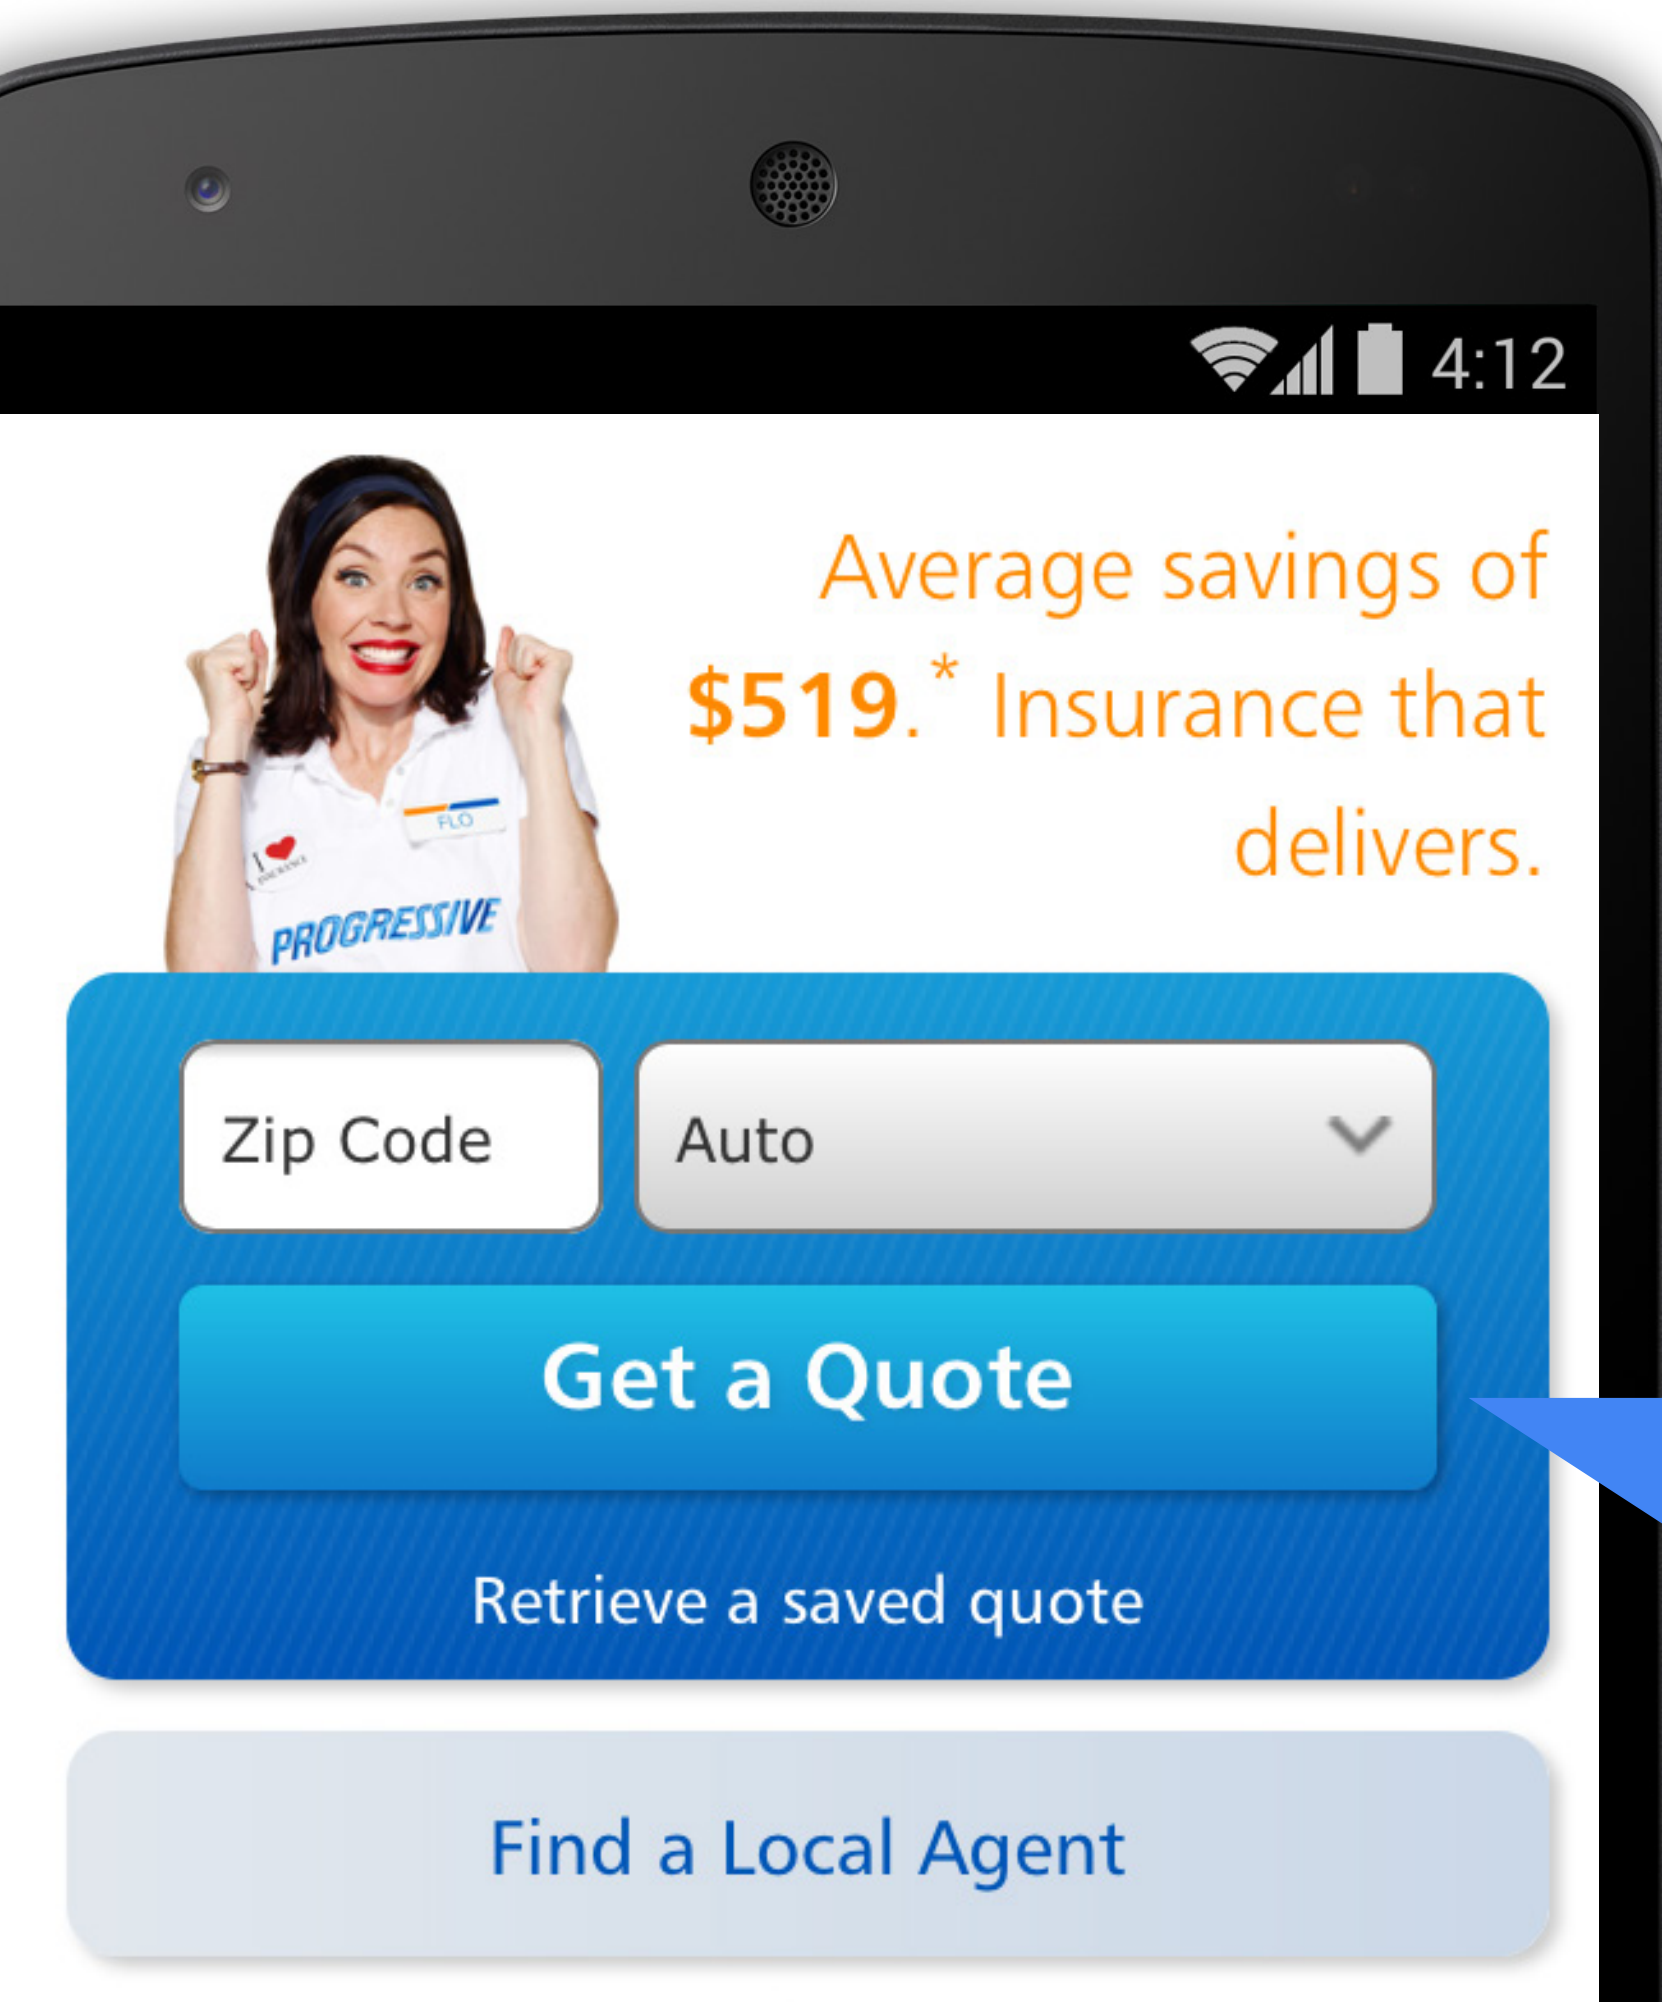 4:12
Average savings of
$519.* Insurance that
delivers.
FLO
I ♥
INSURANCE
PROGRESSIVE
Zip Code
Auto
Get a Quote
Retrieve a saved quote
Find a Local Agent